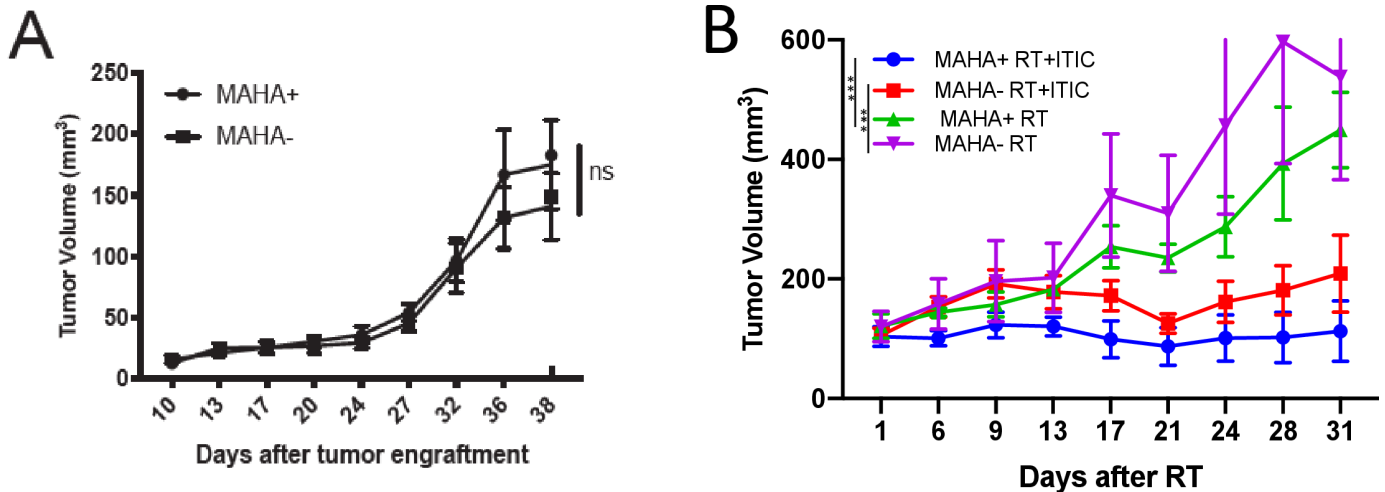 A
MAHA+
MAHA-
250
200
150
100
50
0
Tumor Volume (mm³)
ns
10 13 17 20 24 27 32 36 38
Days after tumor engraftment
B
MAHA+ RT+ITIC
MAHA- RT+ITIC
MAHA+ RT
MAHA- RT
***
***
600
400
200
0
Tumor Volume (mm³)
1 6 9 13 17 21 24 28 31
Days after RT